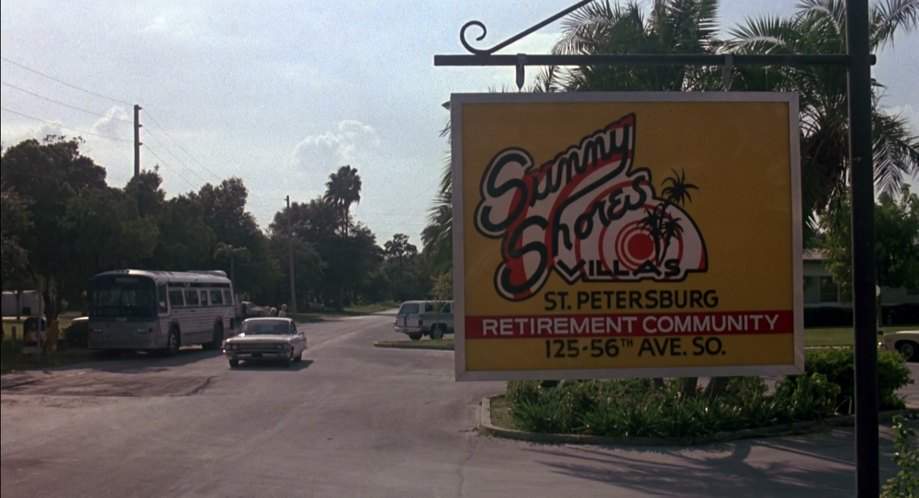 Sunny
Shores
VILLAS
ST. PETERSBURG
RETIREMENT COMMUNITY
125-56TH AVE. SO.